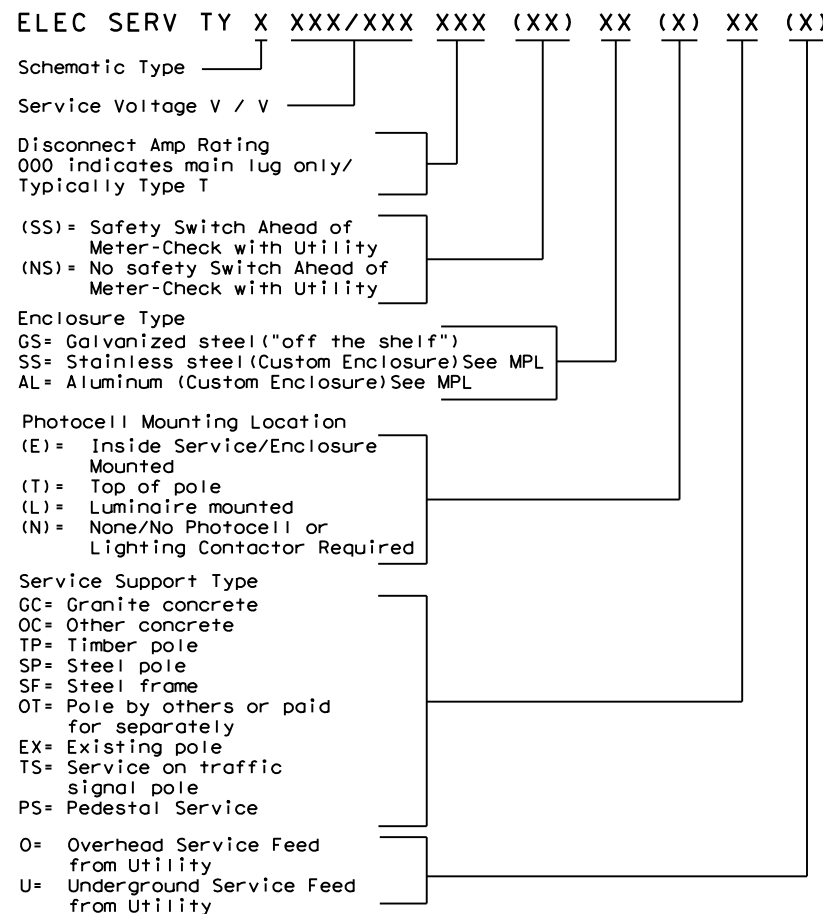 ELEC SERV TY X XXX/XXX XXX (XX) XX (X) XX (X)
Schematic Type
Service Voltage V / V
Disconnect Amp Rating
000 indicates main lug only/
Typically Type T
(SS)= Safety Switch Ahead of
Meter-Check with Utility
(NS)= No safety Switch Ahead of
Meter-Check with Utility
Enclosure Type
GS= Galvanized steel("off the shelf")
SS= Stainless steel(Custom Enclosure)See MPL
AL= Aluminum (Custom Enclosure)See MPL
Photocell Mounting Location
(E)= Inside Service/Enclosure
Mounted
(T)= Top of pole
(L)= Luminaire mounted
(N)= None/No Photocell or
Lighting Contactor Required
Service Support Type
GC= Granite concrete
OC= Other concrete
TP= Timber pole
SP= Steel pole
SF= Steel frame
OT= Pole by others or paid
for separately
EX= Existing pole
TS= Service on traffic
signal pole
PS= Pedestal Service
O= Overhead Service Feed
from Utility
U= Underground Service Feed
from Utility